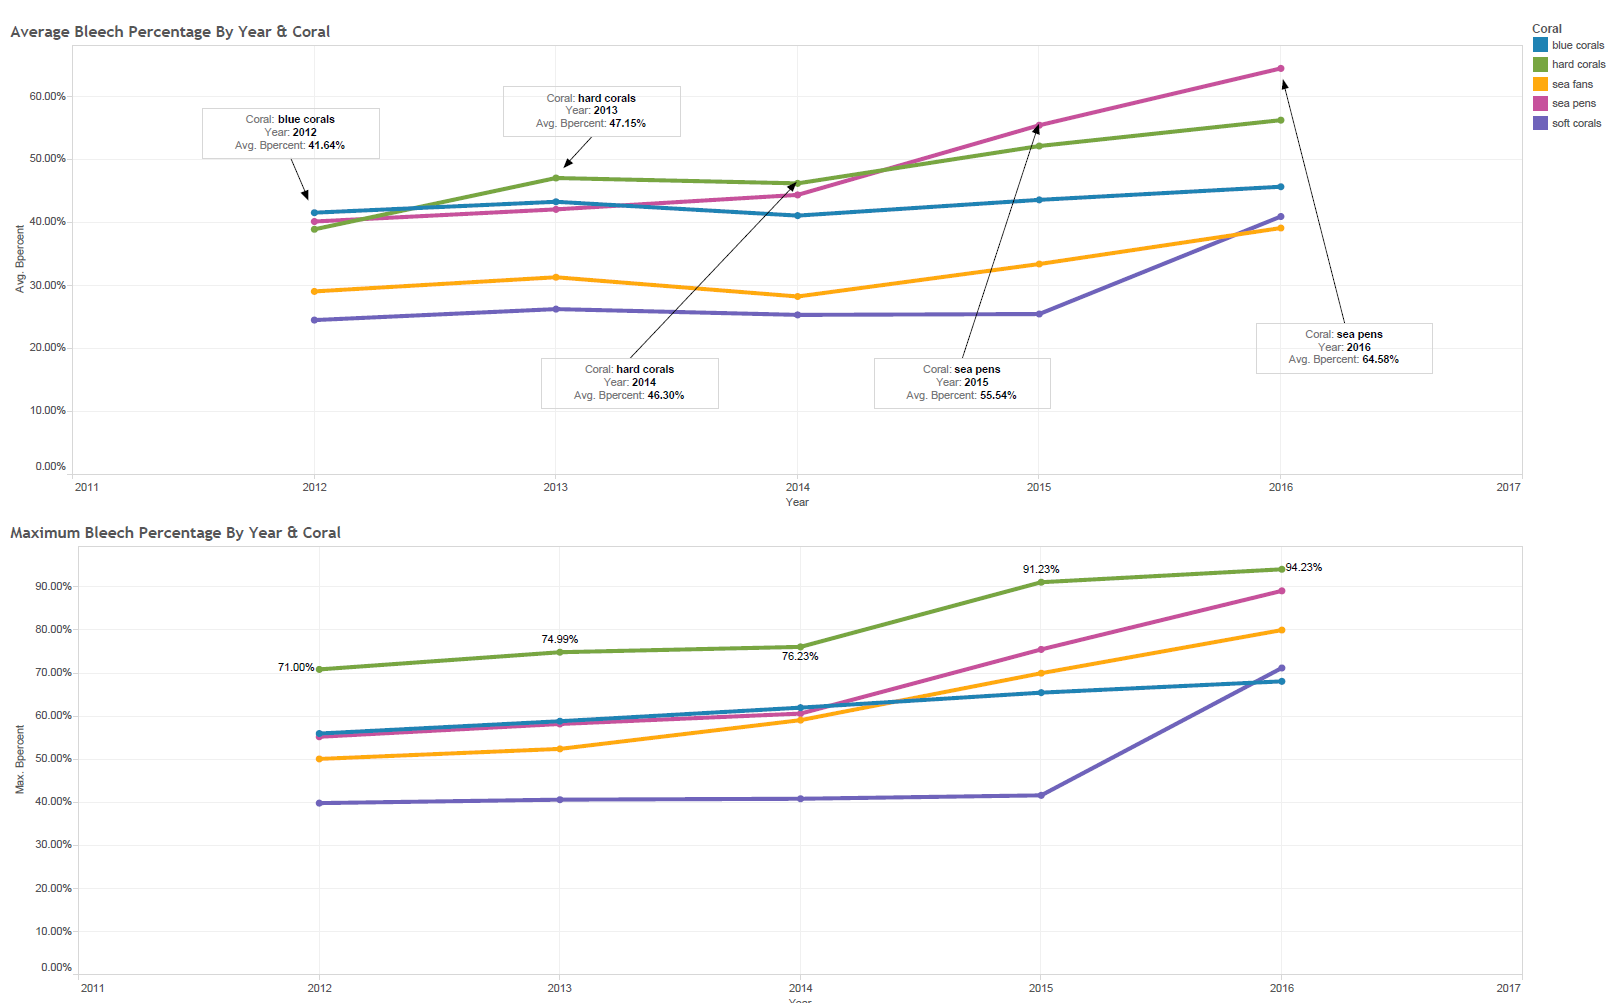 Average Bleech Percentage By Year & Coral
Coral
blue corals
hard corals
sea fans
sea pens
soft corals
60.00%
50.00%
40.00%
30.00%
20.00%
10.00%
0.00%
Avg. Bpercent
Coral: blue corals
Year: 2012
Avg. Bpercent: 41.64%
Coral: hard corals
Year: 2013
Avg. Bpercent: 47.15%
Coral: hard corals
Year: 2014
Avg. Bpercent: 46.30%
Coral: sea pens
Year: 2015
Avg. Bpercent: 55.54%
Coral: sea pens
Year: 2016
Avg. Bpercent: 64.58%
2011 2012 2013 2014 2015 2016 2017
Year
Maximum Bleech Percentage By Year & Coral
90.00%
80.00%
70.00%
60.00%
50.00%
40.00%
30.00%
20.00%
10.00%
0.00%
Max. Bpercent
71.00%
74.99%
76.23%
91.23%
94.23%
2011 2012 2013 2014 2015 2016 2017
Year